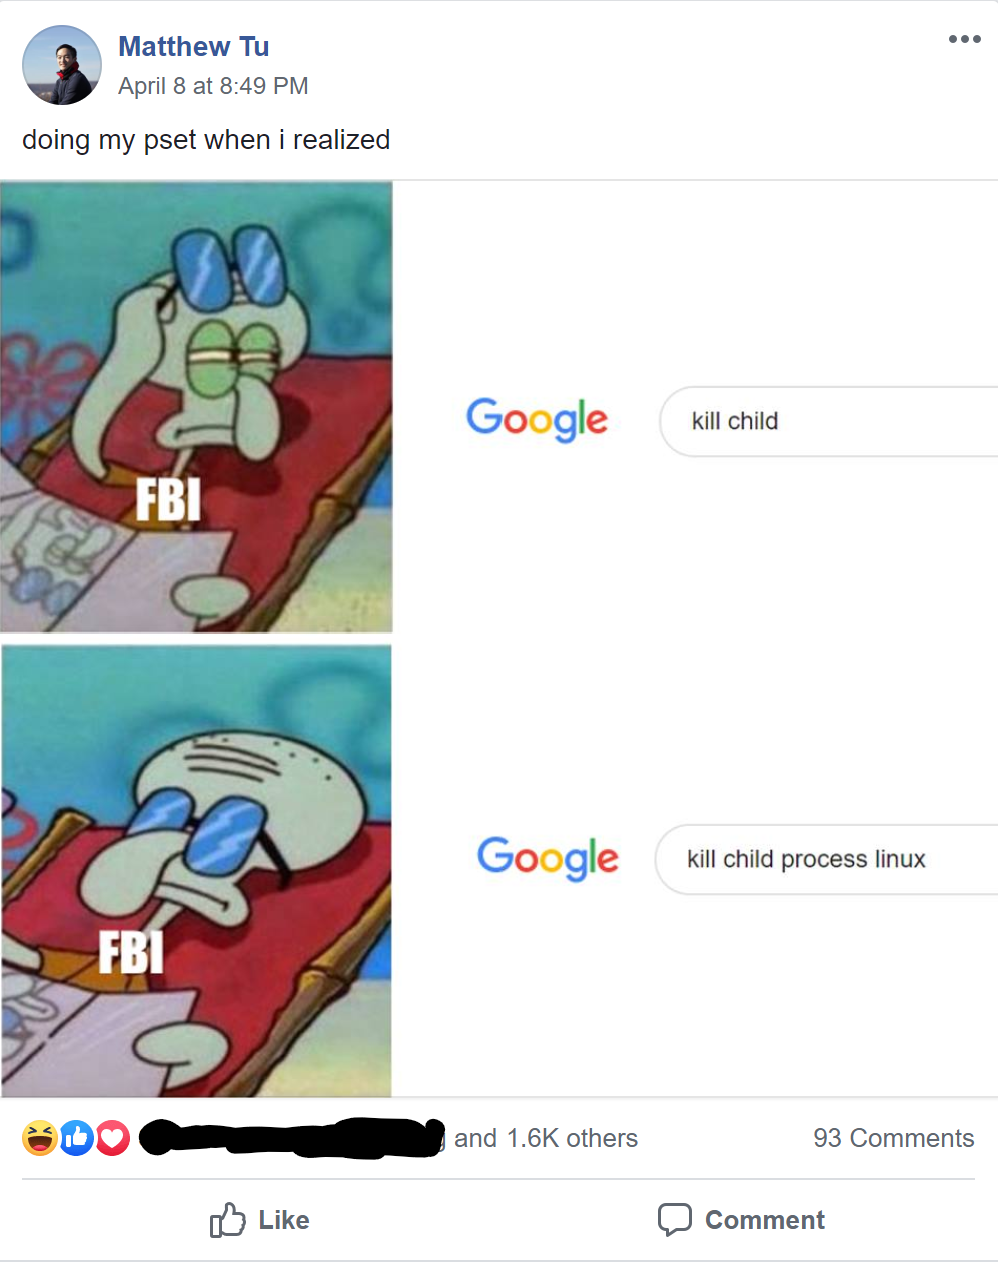 Matthew Tu
April 8 at 8:49 PM
doing my pset when i realized
FBI
Google
kill child
FBI
Google
kill child process linux
and 1.6K others
93 Comments
Like
Comment